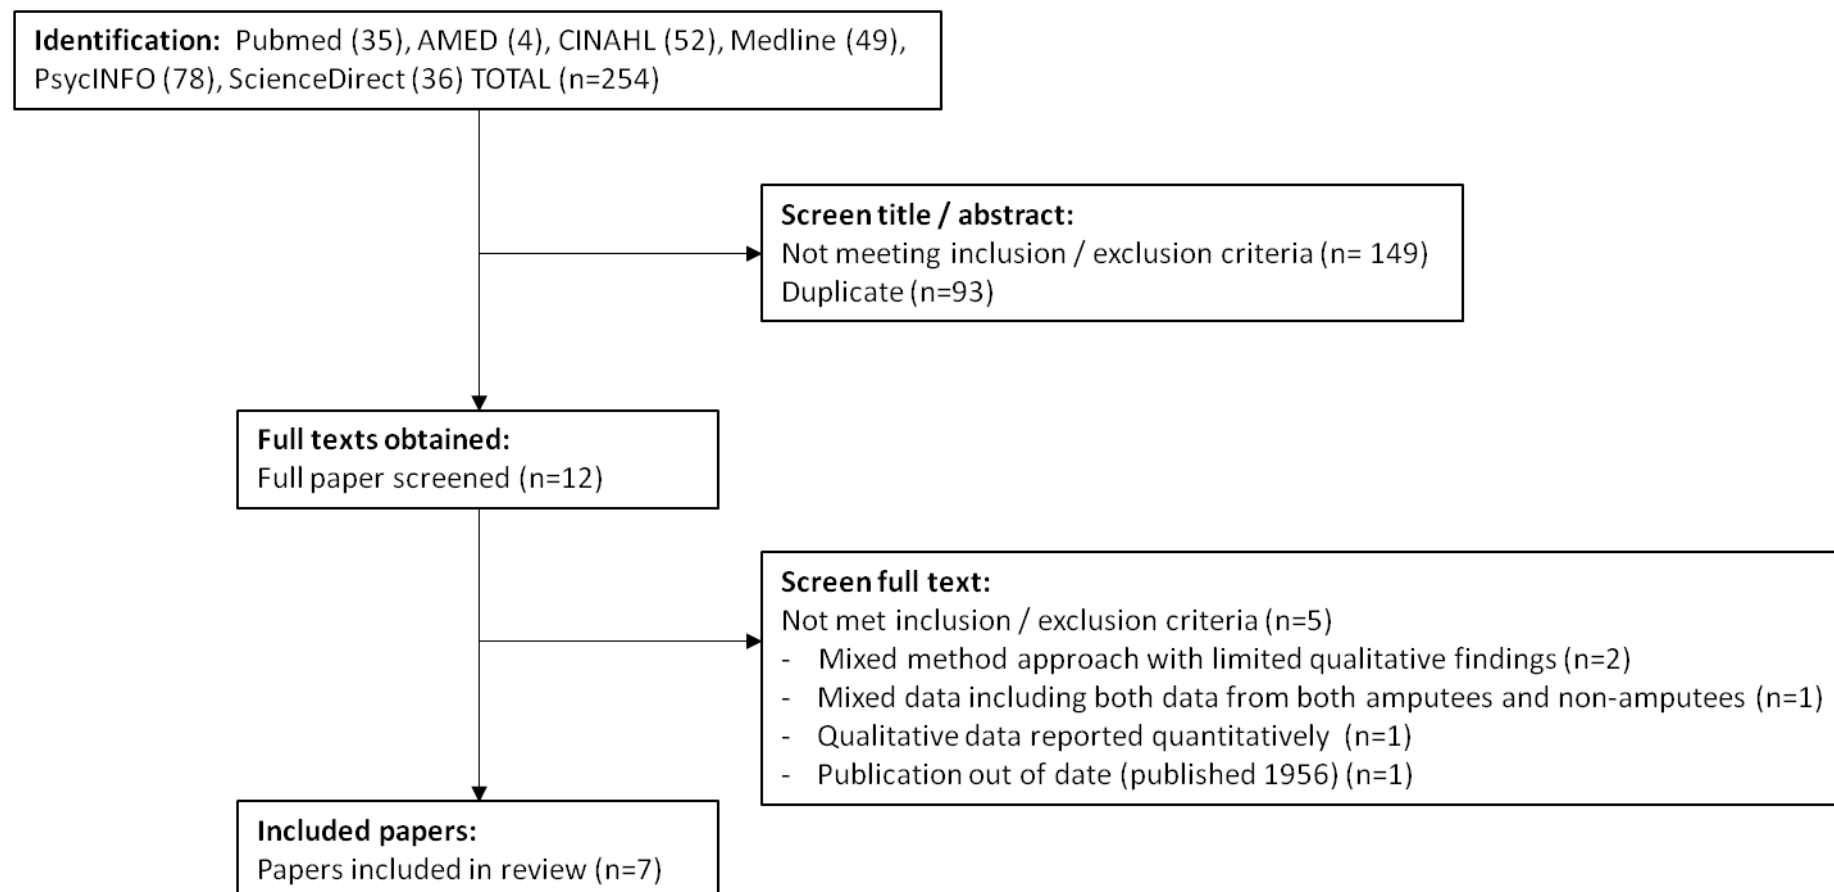 Identification: Pubmed (35), AMED (4), CINAHL (52), Medline (49),
PsycINFO (78), ScienceDirect (36) TOTAL (n=254)
Screen title / abstract:
Not meeting inclusion / exclusion criteria (n= 149)
Duplicate (n=93)
Full texts obtained:
Full paper screened (n=12)
Screen full text:
Not met inclusion / exclusion criteria (n=5)
- Mixed method approach with limited qualitative findings (n=2)
- Mixed data including both data from both amputees and non-amputees (n=1)
- Qualitative data reported quantitatively (n=1)
- Publication out of date (published 1956) (n=1)
Included papers:
Papers included in review (n=7)